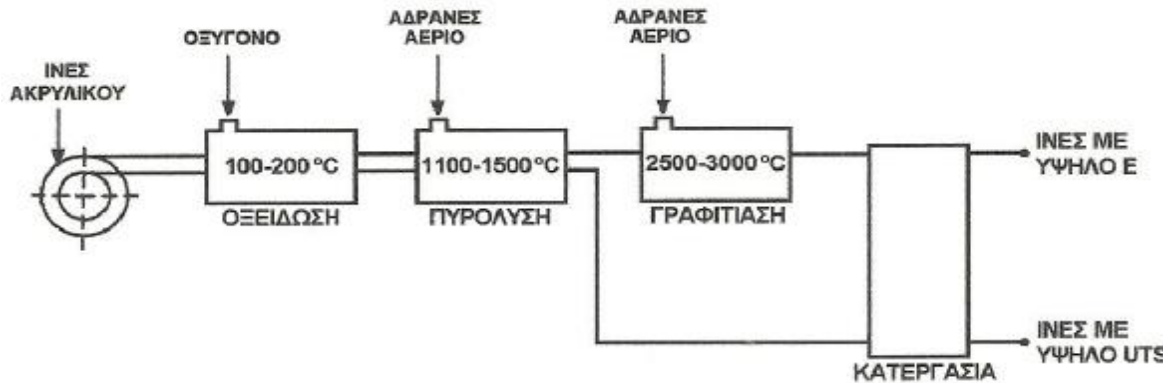 ΙΝΕΣ
ΑΚΡΥΛΙΚΟΥ
ΟΞΥΓΟΝΟ
ΑΔΡΑΝΕΣ
ΑΕΡΙΟ
ΑΔΡΑΝΕΣ
ΑΕΡΙΟ
100-200 °C
1100-1500 °C
2500-3000 °C
ΟΞΕΙΔΩΣΗ
ΠΥΡΟΛΥΣΗ
ΓΡΑΦΙΤΙΑΣΗ
ΙΝΕΣ ΜΕ
ΥΨΗΛΟ Ε
ΙΝΕΣ ΜΕ
ΥΨΗΛΟ UTS
ΚΑΤΕΡΓΑΣΙΑ